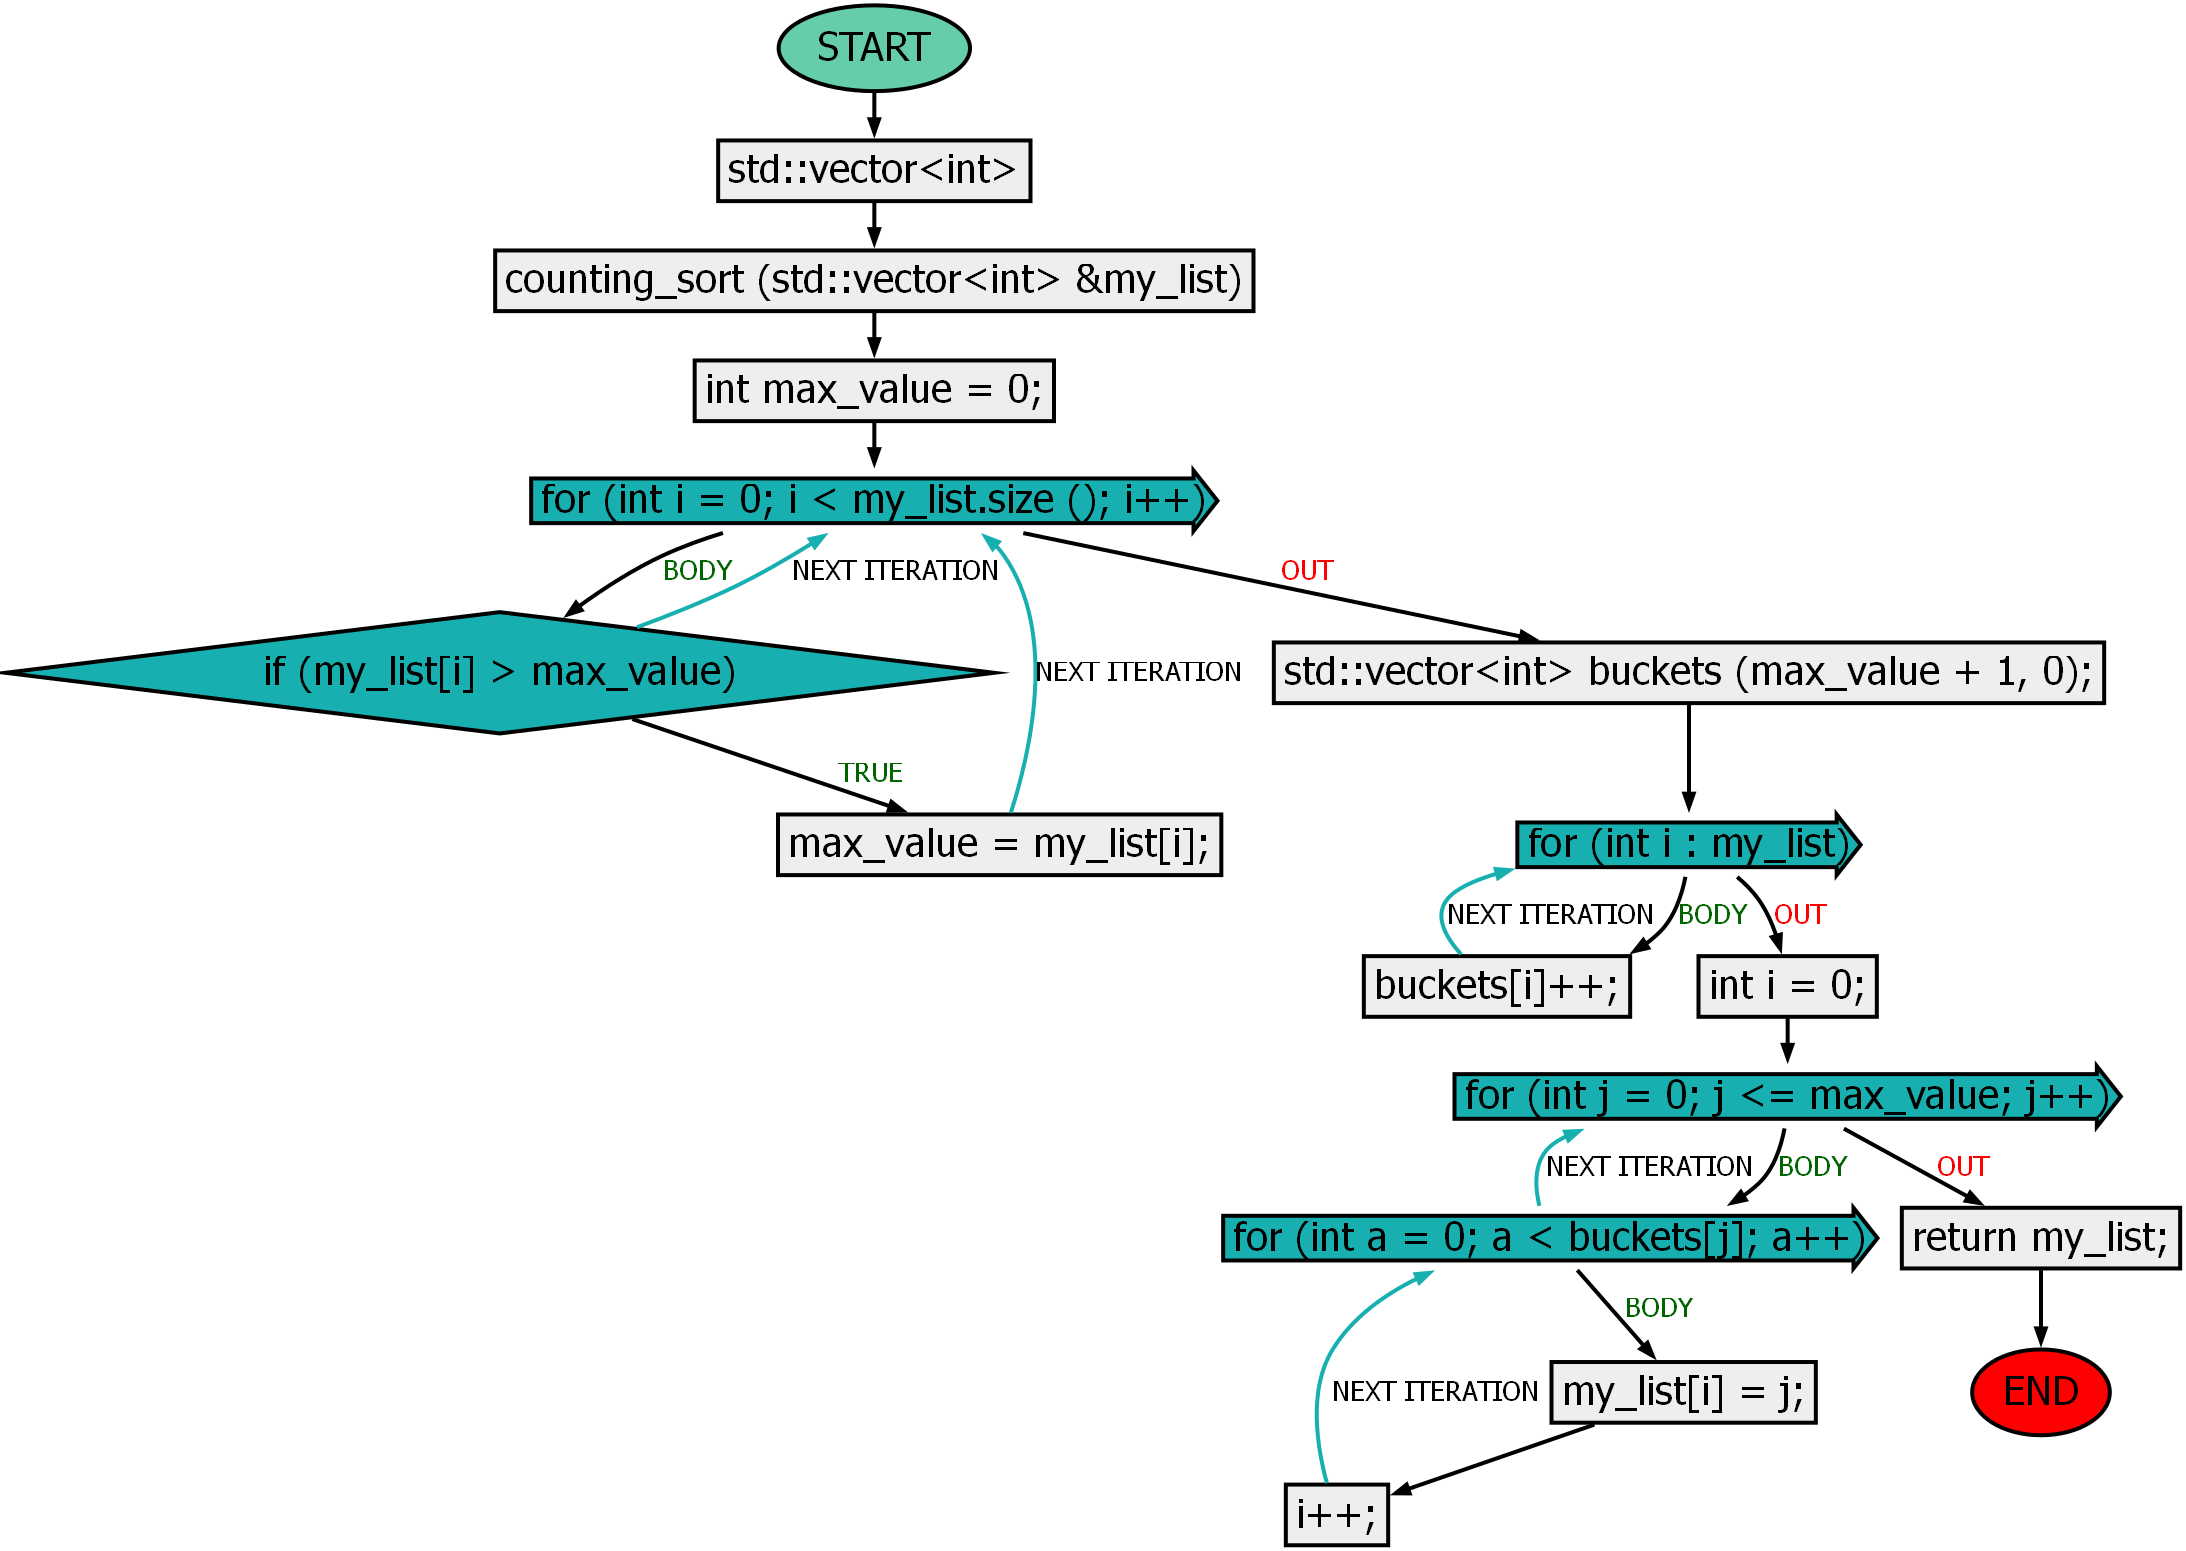 START
std::vector<int>
counting_sort (std::vector<int> &my_list)
int max_value = 0;
for (int i = 0; i < my_list.size (); i++)
BODY
NEXT ITERATION
OUT
if (my_list[i] > max_value)
NEXT ITERATION
std::vector<int> buckets (max_value + 1, 0);
TRUE
max_value = my_list[i];
for (int i : my_list)
NEXT ITERATION
BODY
OUT
buckets[i]++;
int i = 0;
for (int j = 0; j <= max_value; j++)
NEXT ITERATION
BODY
OUT
for (int a = 0; a < buckets[j]; a++)
return my_list;
BODY
NEXT ITERATION
my_list[i] = j;
END
i++;